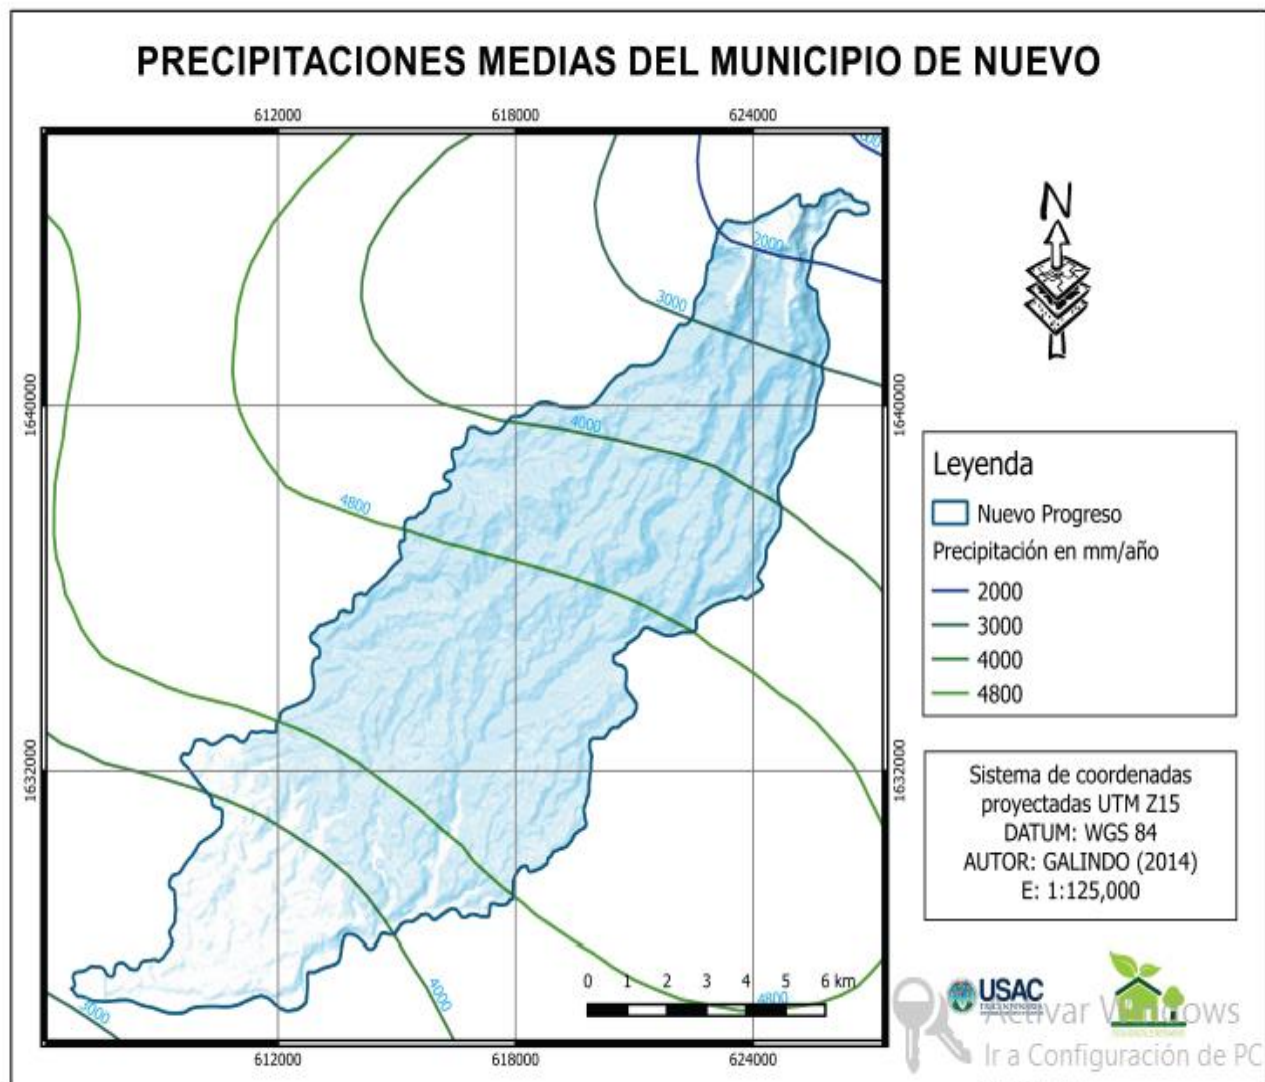 PRECIPITACIONES MEDIAS DEL MUNICIPIO DE NUEVO
612000 618000 624000
2000
3000
4000
4800
4000
3000
4800
1640000 1640000
1632000 1632000
N
Leyenda
Nuevo Progreso
Precipitación en mm/año
2000
3000
4000
4800
Sistema de coordenadas
proyectadas UTM Z15
DATUM: WGS 84
AUTOR: GALINDO (2014)
E: 1:125,000
0 1 2 3 4 5 6 km
612000 618000 624000
USAC
Activar Windows
Ir a Configuración de PC